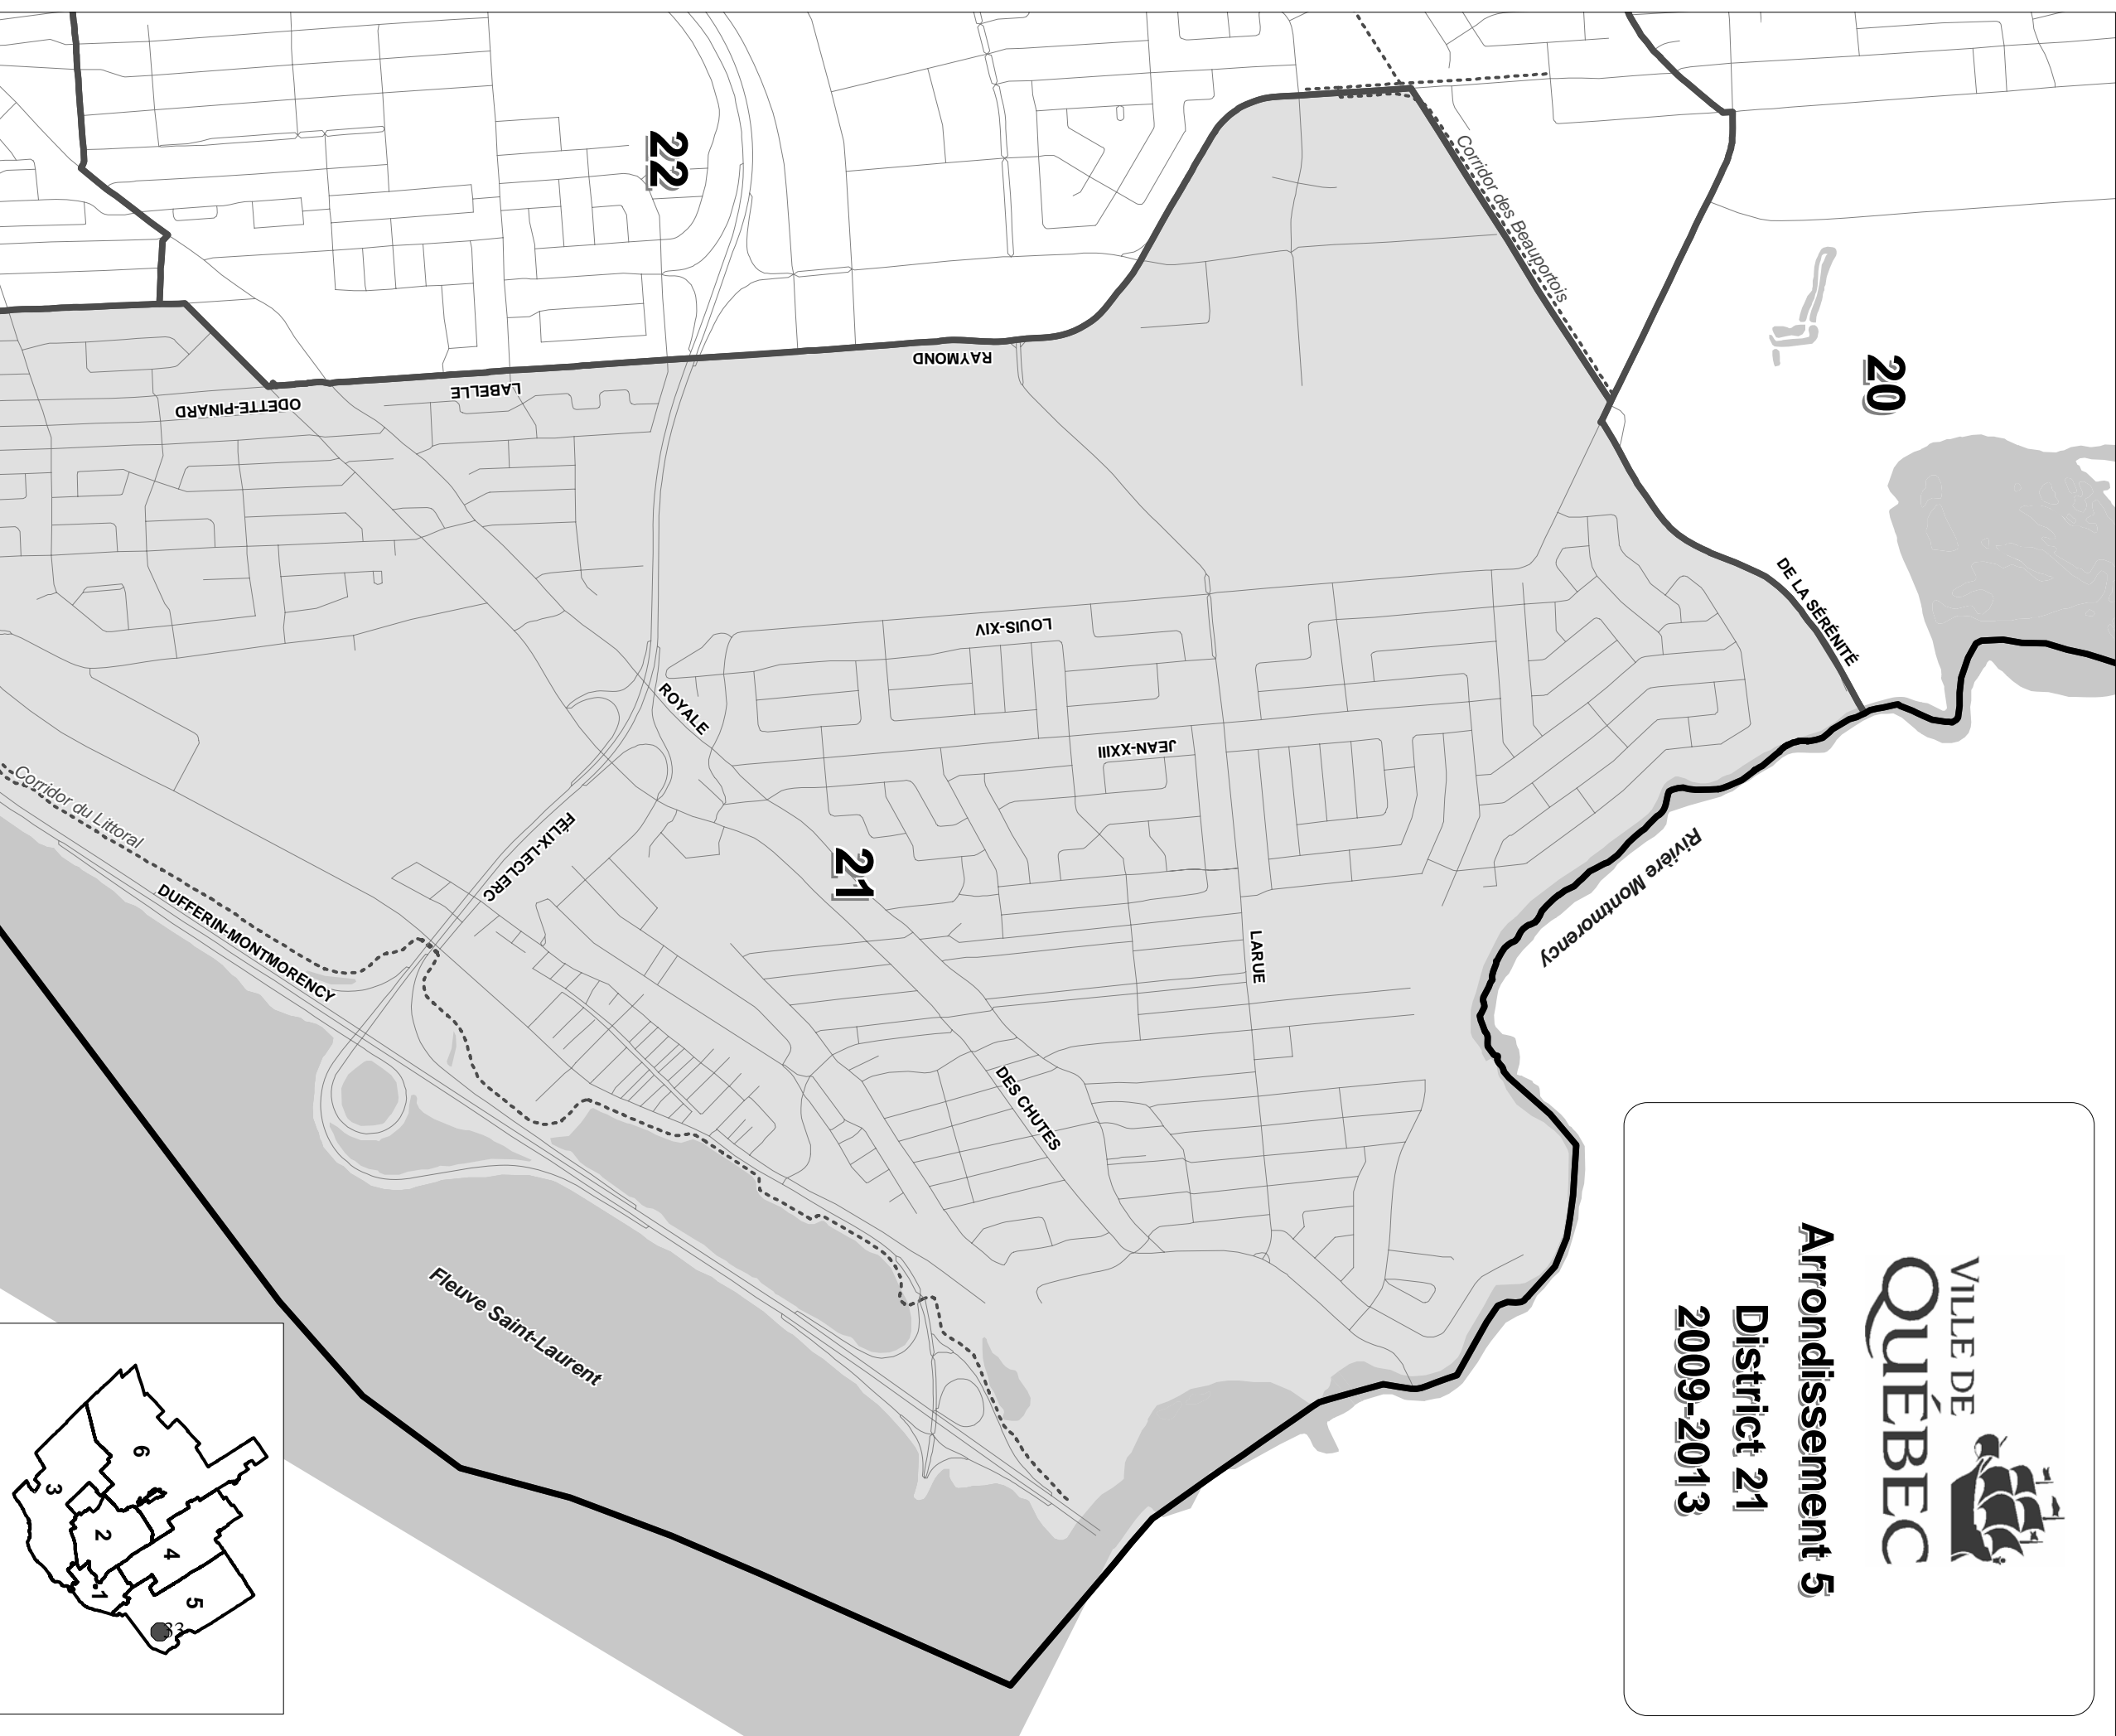 VILLE DE
QUÉBEC
Arrondissement 5
District 21
2009-2013
20
22
21
Corridor des Beauportois
DE LA SÉRÉNITÉ
RAYMOND
LABELLE
ODETTE-PINARD
LOUIS-XIV
ROYALE
JEAN-XXIII
Rivière Montmorency
FÉLIX-LECLERC
LARUE
Corridor du Littoral
DUFFERIN-MONTMORENCY
DES CHUTES
Fleuve Saint-Laurent
6
3
2
4
1
5
33